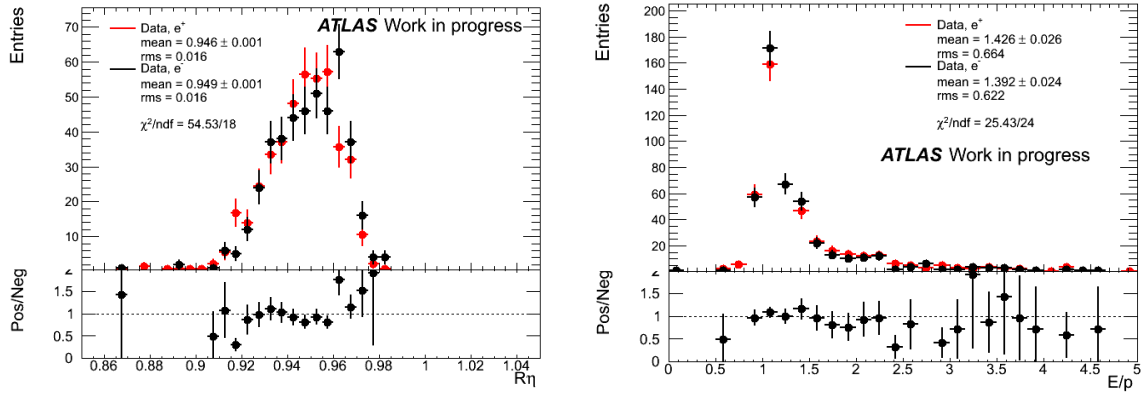 ATLAS Work in progress
Entries
70
60
50
40
30
20
10
Data, e+
mean = 0.946 ± 0.001
rms = 0.016
Data, e-
mean = 0.949 ± 0.001
rms = 0.016
χ²/ndf = 54.53/18
Pos/Neg
2
1.5
1
0.5
0
0.86 0.88 0.9 0.92 0.94 0.96 0.98 1 1.02 1.04
Rη
Entries
200
180
160
140
120
100
80
60
40
20
Data, e+
mean = 1.426 ± 0.026
rms = 0.664
Data, e-
mean = 1.392 ± 0.024
rms = 0.622
χ²/ndf = 25.43/24
ATLAS Work in progress
Pos/Neg
2
1.5
1
0.5
0
0 0.5 1 1.5 2 2.5 3 3.5 4 4.5 5
E/p